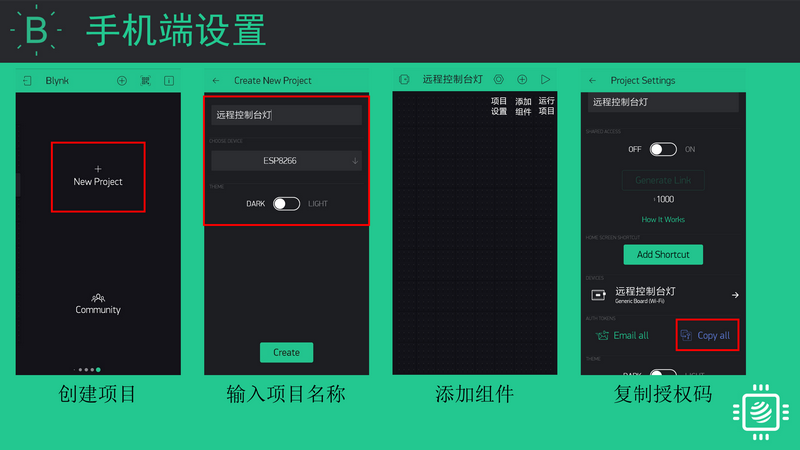 B 手机端设置
Blynk
+
New Project
Community
创建项目
Create New Project
远程控制台灯
CHOOSE DEVICE
ESP8266
THEME
DARK LIGHT
Create
输入项目名称
远程控制台灯
项目设置 添加组件 运行项目
添加组件
Project Settings
远程控制台灯
SHARED ACCESS
OFF ON
Generate Link
1000
How It Works
HOME SCREEN SHORTCUT
Add Shortcut
DEVICES
远程控制台灯
Generic Board (Wi-Fi)
AUTH TOKENS
Email all Copy all
THEME
DARK LIGHT
复制授权码